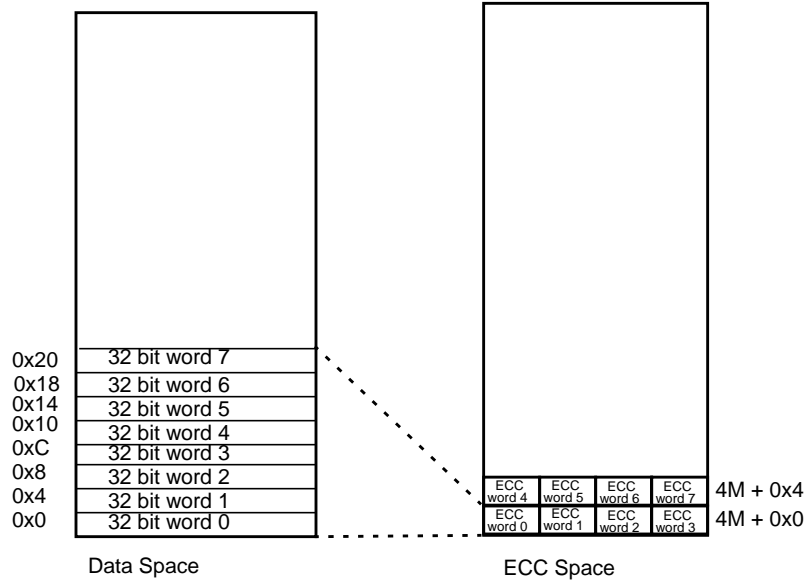 0x20 32 bit word 7
0x18 32 bit word 6
0x14 32 bit word 5
0x10 32 bit word 4
0xC 32 bit word 3
0x8 32 bit word 2
0x4 32 bit word 1
0x0 32 bit word 0
Data Space
ECC word 4 ECC word 5 ECC word 6 ECC word 7 4M + 0x4
ECC word 0 ECC word 1 ECC word 2 ECC word 3 4M + 0x0
ECC Space